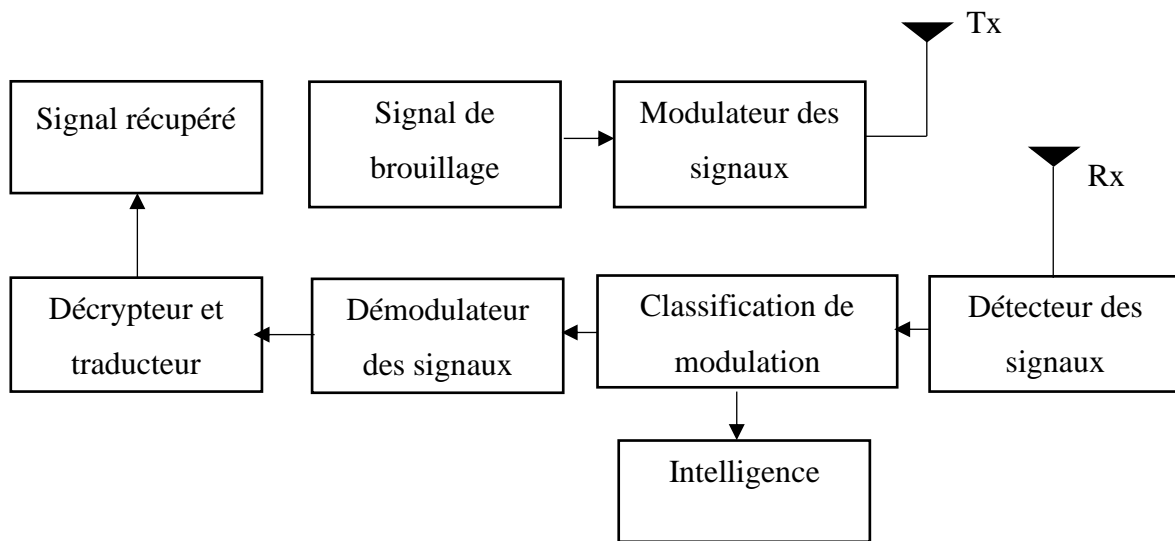 Tx
Signal récupéré
Signal de
brouillage
Modulateur des
signaux
Rx
Décrypteur et
traducteur
Démodulateur
des signaux
Classification de
modulation
Détecteur des
signaux
Intelligence